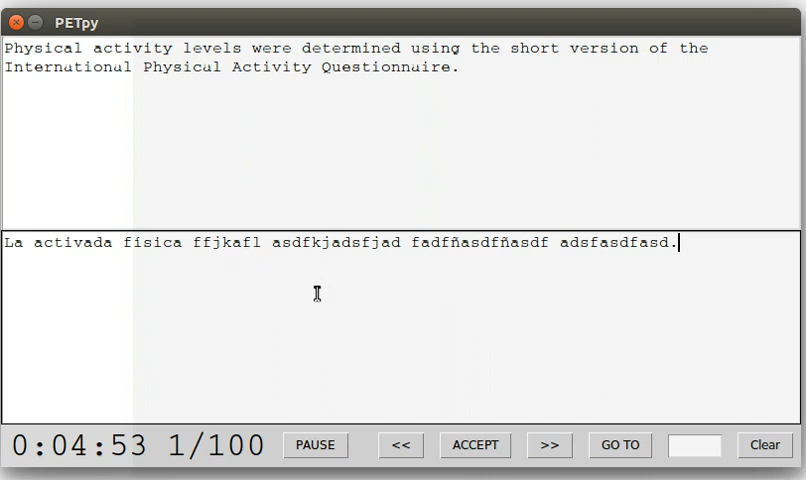 PETpy
Physical activity levels were determined using the short version of the
International Physical Activity Questionnaire.
La activada física ffjkafl asdfkjadsfjad fadfñasdfñasdf adsfasdfasd.
0:04:53 1/100 PAUSE << ACCEPT >> GO TO Clear